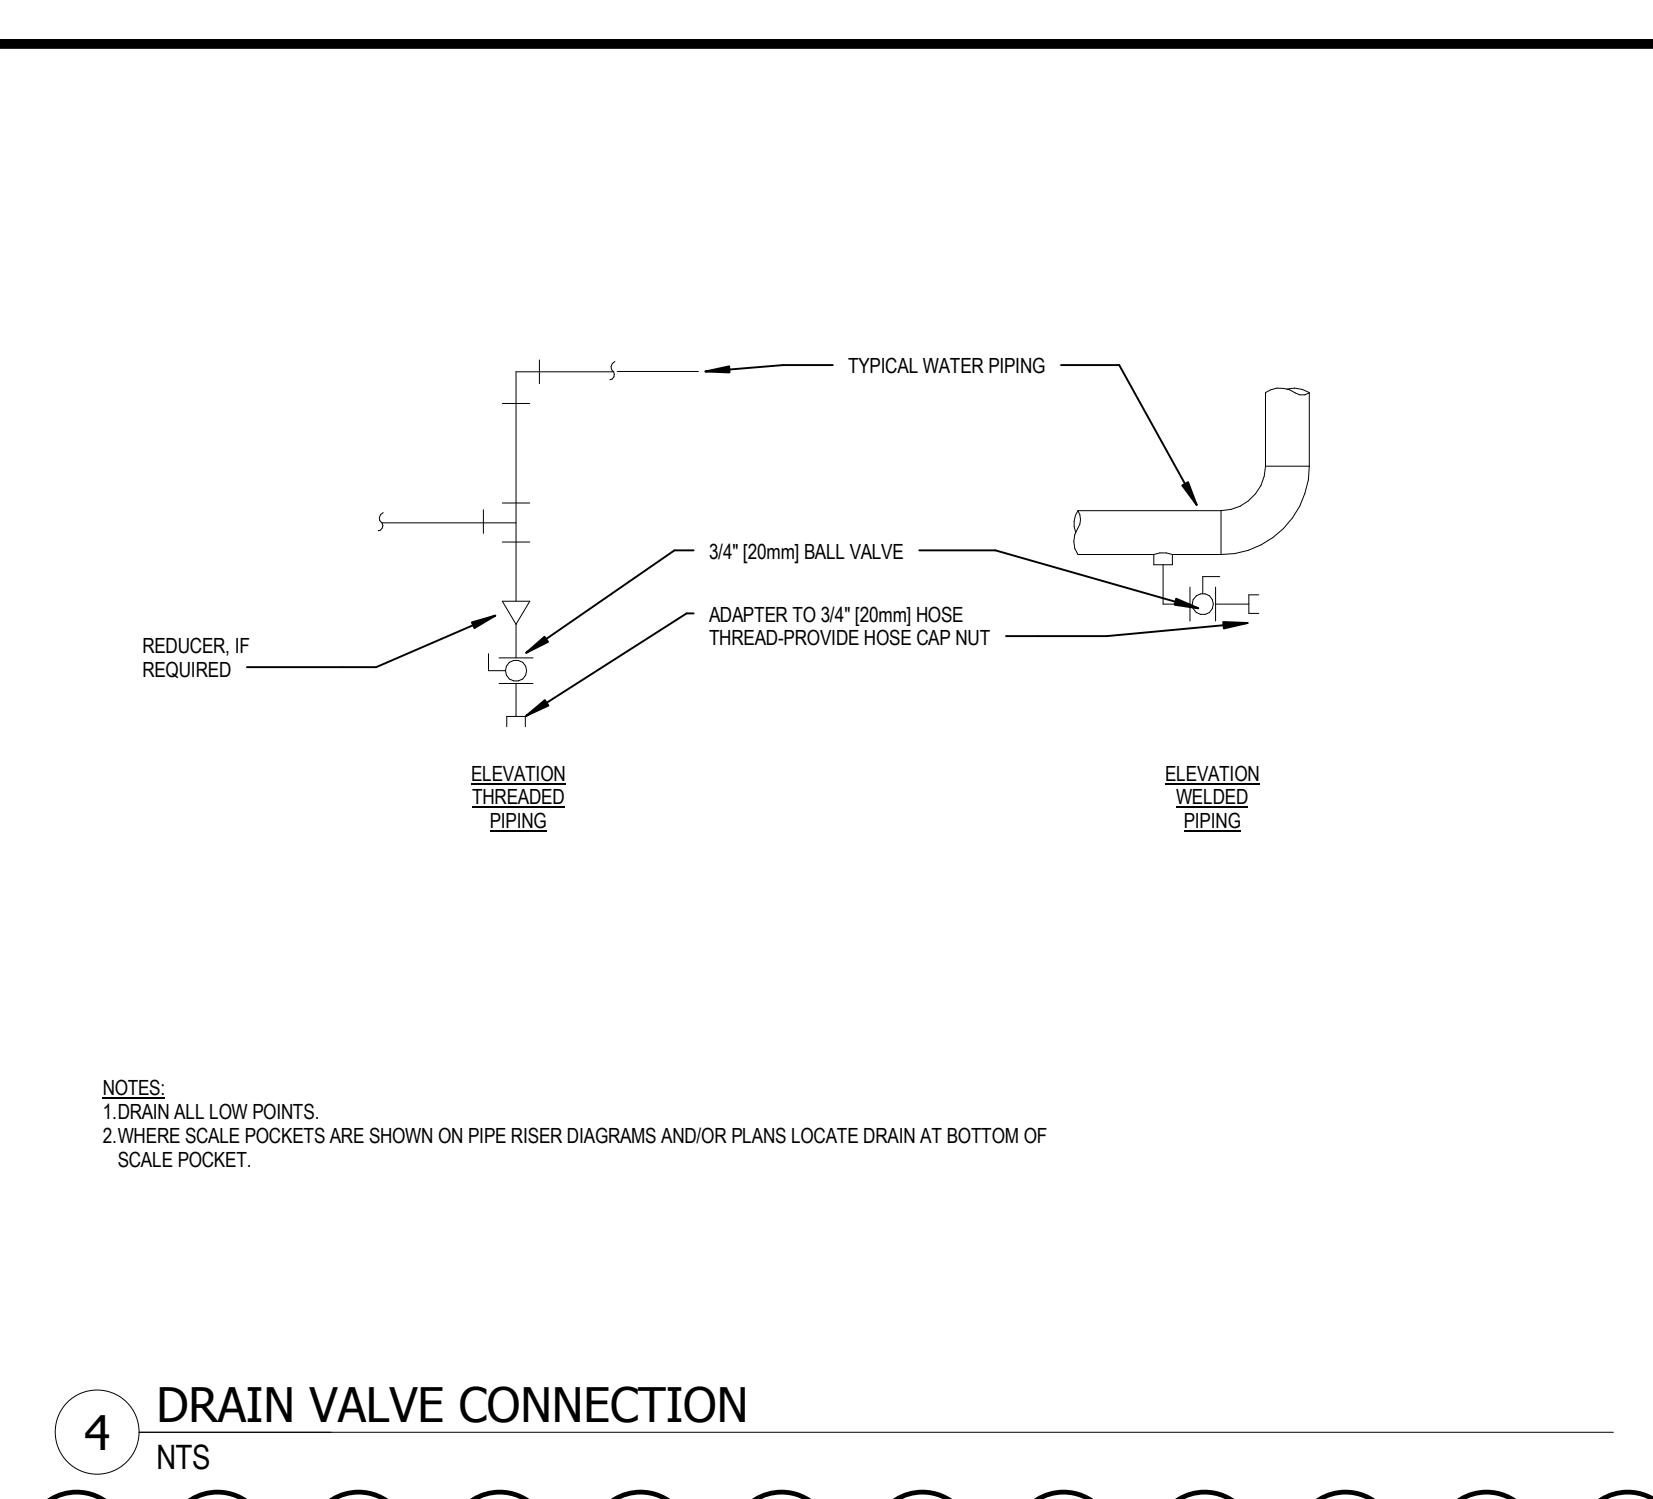 TYPICAL WATER PIPING
3/4" [20mm] BALL VALVE
ADAPTER TO 3/4" [20mm] HOSE
THREAD-PROVIDE HOSE CAP NUT
REDUCER, IF
REQUIRED
ELEVATION
THREADED
PIPING
ELEVATION
WELDED
PIPING
NOTES:
1.DRAIN ALL LOW POINTS.
2.WHERE SCALE POCKETS ARE SHOWN ON PIPE RISER DIAGRAMS AND/OR PLANS LOCATE DRAIN AT BOTTOM OF
SCALE POCKET.
4
DRAIN VALVE CONNECTION
NTS